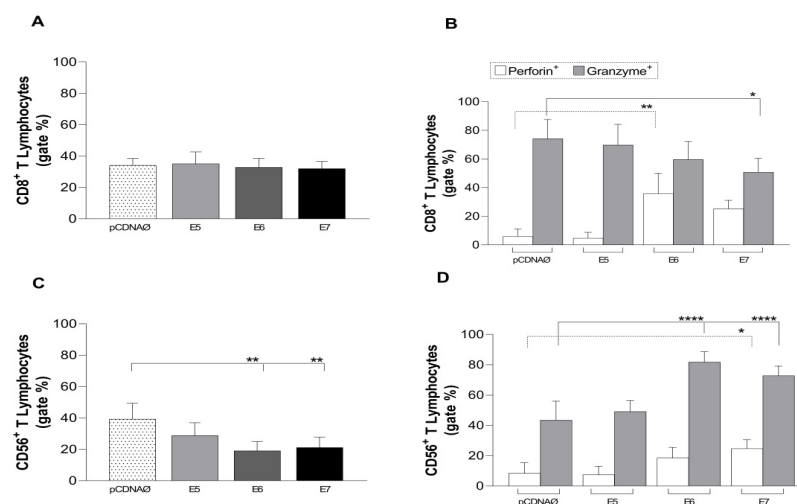 A
CD8+ T Lymphocytes
(gate %)
100
80
60
40
20
0
pCDNAØ E5 E6 E7
B
Perforin+ Granzyme+
CD8+ T Lymphocytes
(gate %)
100
80
60
40
20
0
** *
pCDNAØ E5 E6 E7
C
CD56+ T Lymphocytes
(gate %)
100
80
60
40
20
0
** **
pCDNAØ E5 E6 E7
D
CD56+ T Lymphocytes
(gate %)
100
80
60
40
20
0
**** ****
*
pCDNAØ E5 E6 E7